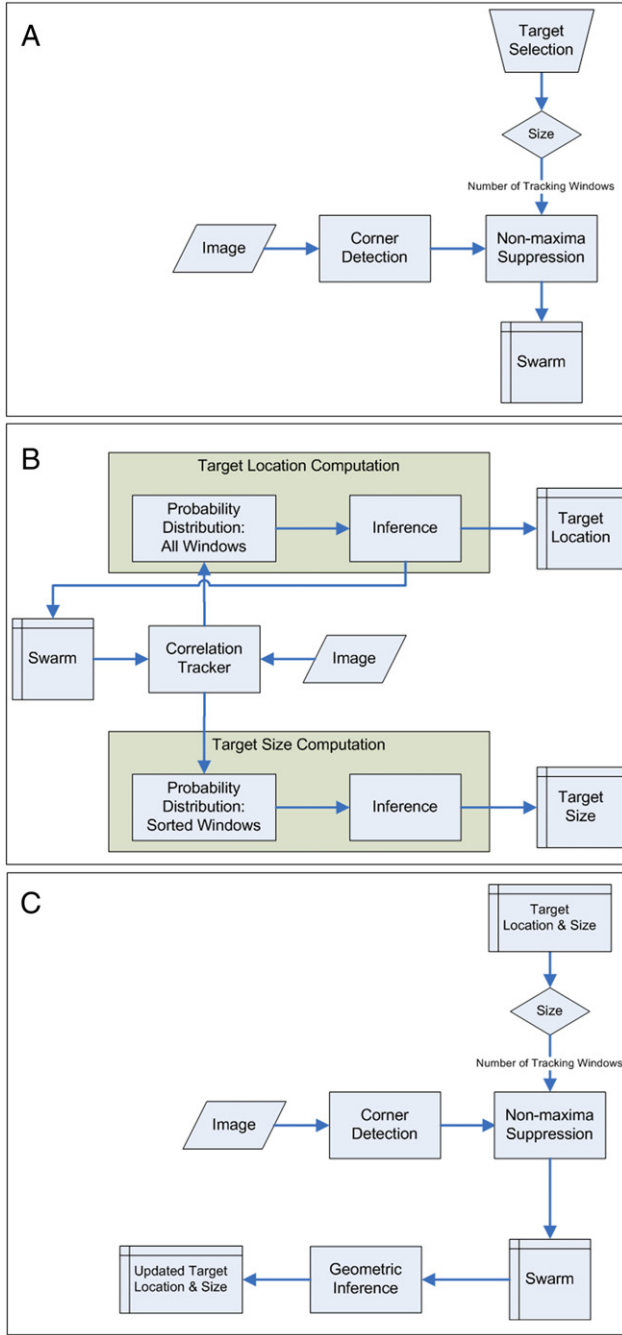 A
Target
Selection
Size
Number of Tracking Windows
Image
Corner
Detection
Non-maxima
Suppression
Swarm
B
Target Location Computation
Probability
Distribution:
All Windows
Inference
Target
Location
Swarm
Correlation
Tracker
Image
Target Size Computation
Probability
Distribution:
Sorted Windows
Inference
Target
Size
C
Target
Location & Size
Size
Number of Tracking Windows
Image
Corner
Detection
Non-maxima
Suppression
Updated Target
Location & Size
Geometric
Inference
Swarm